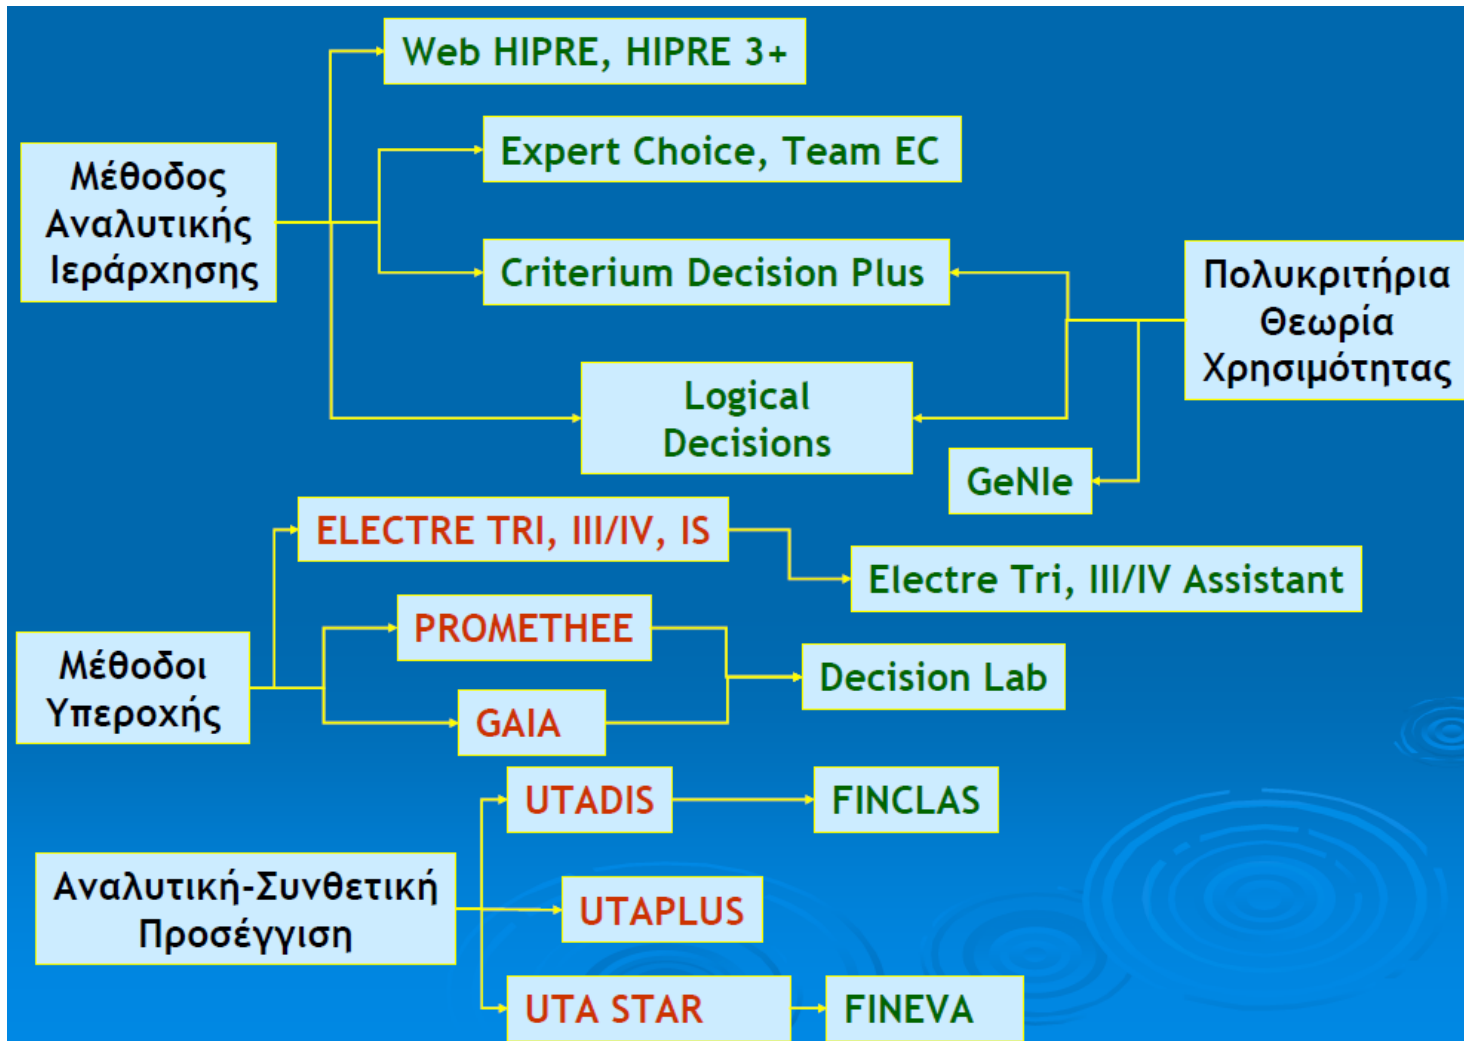 Web HIPRE, HIPRE 3+
Expert Choice, Team EC
Μέθοδος
Αναλυτικής
Ιεράρχησης
Criterium Decision Plus
Πολυκριτήρια
Θεωρία
Χρησιμότητας
Logical
Decisions
GeNIe
ELECTRE TRI, III/IV, IS
Electre Tri, III/IV Assistant
PROMETHEE
Μέθοδοι
Υπεροχής
Decision Lab
GAIA
UTADIS
FINCLAS
Αναλυτική-Συνθετική
Προσέγγιση
UTAPLUS
UTA STAR
FINEVA